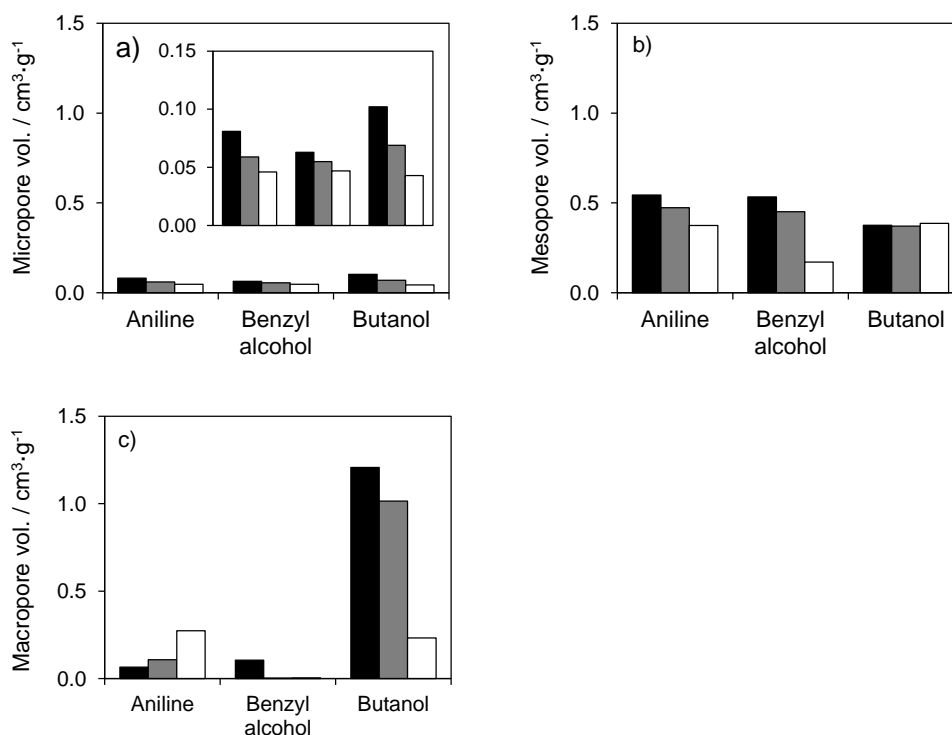 a)
Micropore vol. / cm³·g⁻¹
1.5
1.0
0.5
0.0
0.15
0.10
0.05
0.00
Aniline
Benzyl
alcohol
Butanol
b)
Mesopore vol. / cm³·g⁻¹
1.5
1.0
0.5
0.0
Aniline
Benzyl
alcohol
Butanol
c)
Macropore vol. / cm³·g⁻¹
1.5
1.0
0.5
0.0
Aniline
Benzyl
alcohol
Butanol